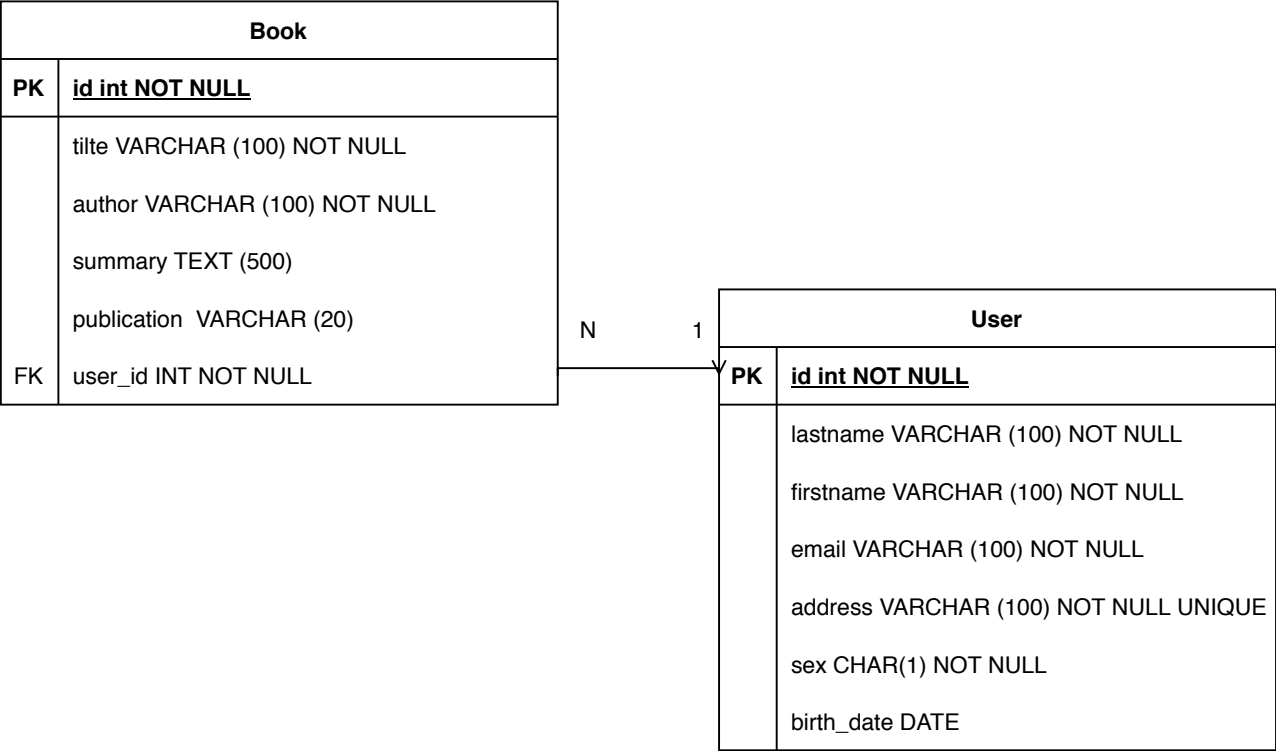 Book
PK id int NOT NULL
tilte VARCHAR (100) NOT NULL
author VARCHAR (100) NOT NULL
summary TEXT (500)
publication  VARCHAR (20)
FK user_id INT NOT NULL
N 1
User
PK id int NOT NULL
lastname VARCHAR (100) NOT NULL
firstname VARCHAR (100) NOT NULL
email VARCHAR (100) NOT NULL
address VARCHAR (100) NOT NULL UNIQUE
sex CHAR(1) NOT NULL
birth_date DATE